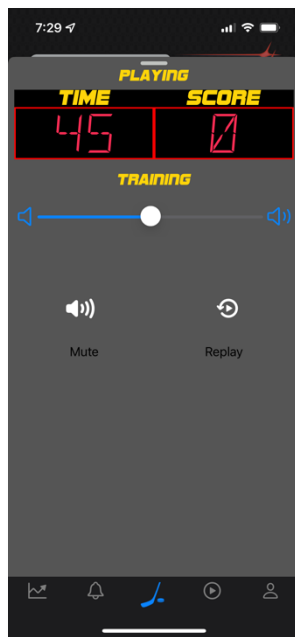 7:29
PLAYING
TIME SCORE
45 0
TRAINING
Mute Replay